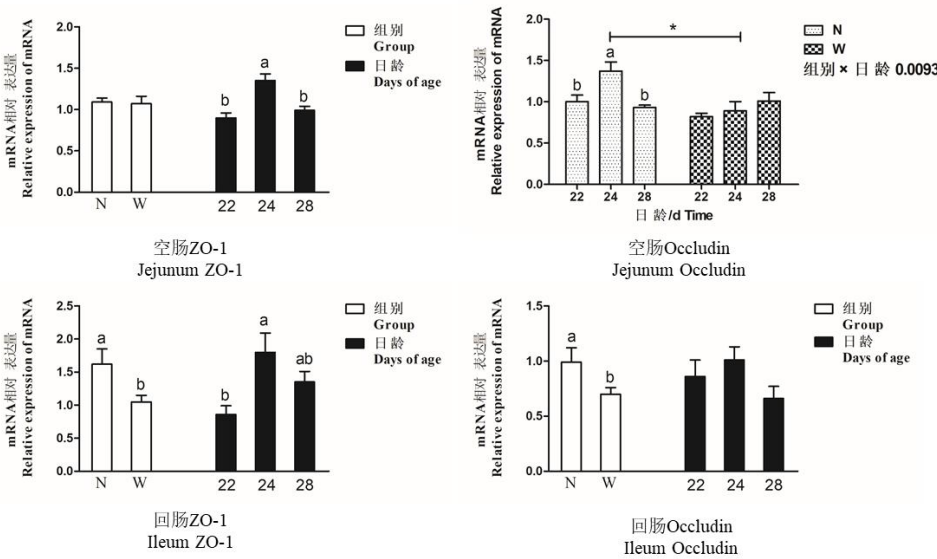 mRNA相对 表达量
Relative expression of mRNA
2.0
1.5
1.0
0.5
0.0
b
a
b
N
W
22
24
28
组别
Group
日龄
Days of age
空肠ZO-1
Jejunum ZO-1
mRNA相对 表达量
Relative expression of mRNA
2.0
1.5
1.0
0.5
0.0
*
b
a
b
22
24
28
22
24
28
日 龄/d Time
N
W
组别 × 日 龄 0.0093
空肠Occludin
Jejunum Occludin
mRNA相对 表达量
Relative expression of mRNA
2.5
2.0
1.5
1.0
0.5
0.0
a
b
b
a
ab
N
W
22
24
28
组别
Group
日龄
Days of age
回肠ZO-1
Ileum ZO-1
mRNA相对 表达量
Relative expression of mRNA
1.5
1.0
0.5
0.0
a
b
N
W
22
24
28
组别
Group
日龄
Days of age
回肠Occludin
Ileum Occludin